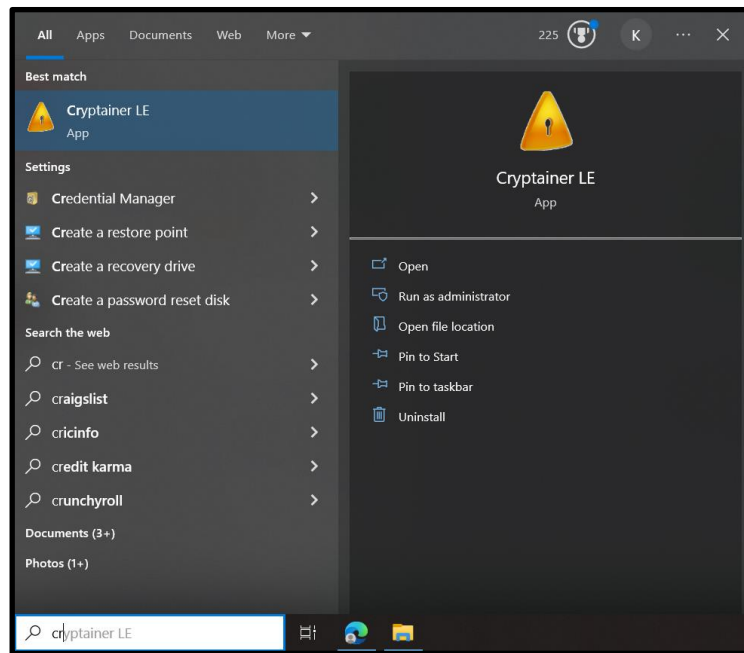 All Apps Documents Web More 225 K ...
Best match
Cryptainer LE
App
Settings
Credential Manager
Create a restore point
Create a recovery drive
Create a password reset disk
Search the web
cr - See web results
craigslist
cricinfo
credit karma
crunchyroll
Documents (3+)
Photos (1+)
Cryptainer LE
App
Open
Run as administrator
Open file location
Pin to Start
Pin to taskbar
Uninstall
cryptainer LE